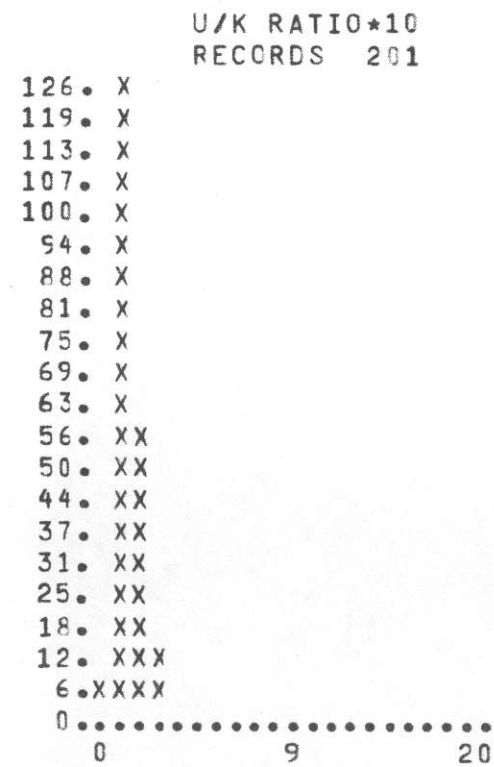 U/K RATIO*10
RECORDS 201
126. X
119. X
113. X
107. X
100. X
94. X
88. X
81. X
75. X
69. X
63. X
56. XX
50. XX
44. XX
37. XX
31. XX
25. XX
18. XX
12. XXX
6.XXXX
0.......................
0 9 20